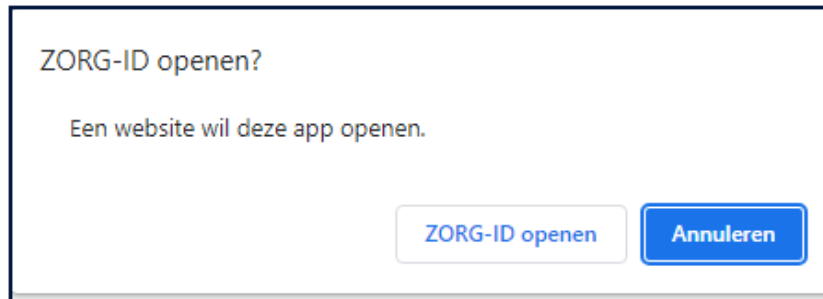 ZORG-ID openen?
Een website wil deze app openen.
ZORG-ID openen Annuleren